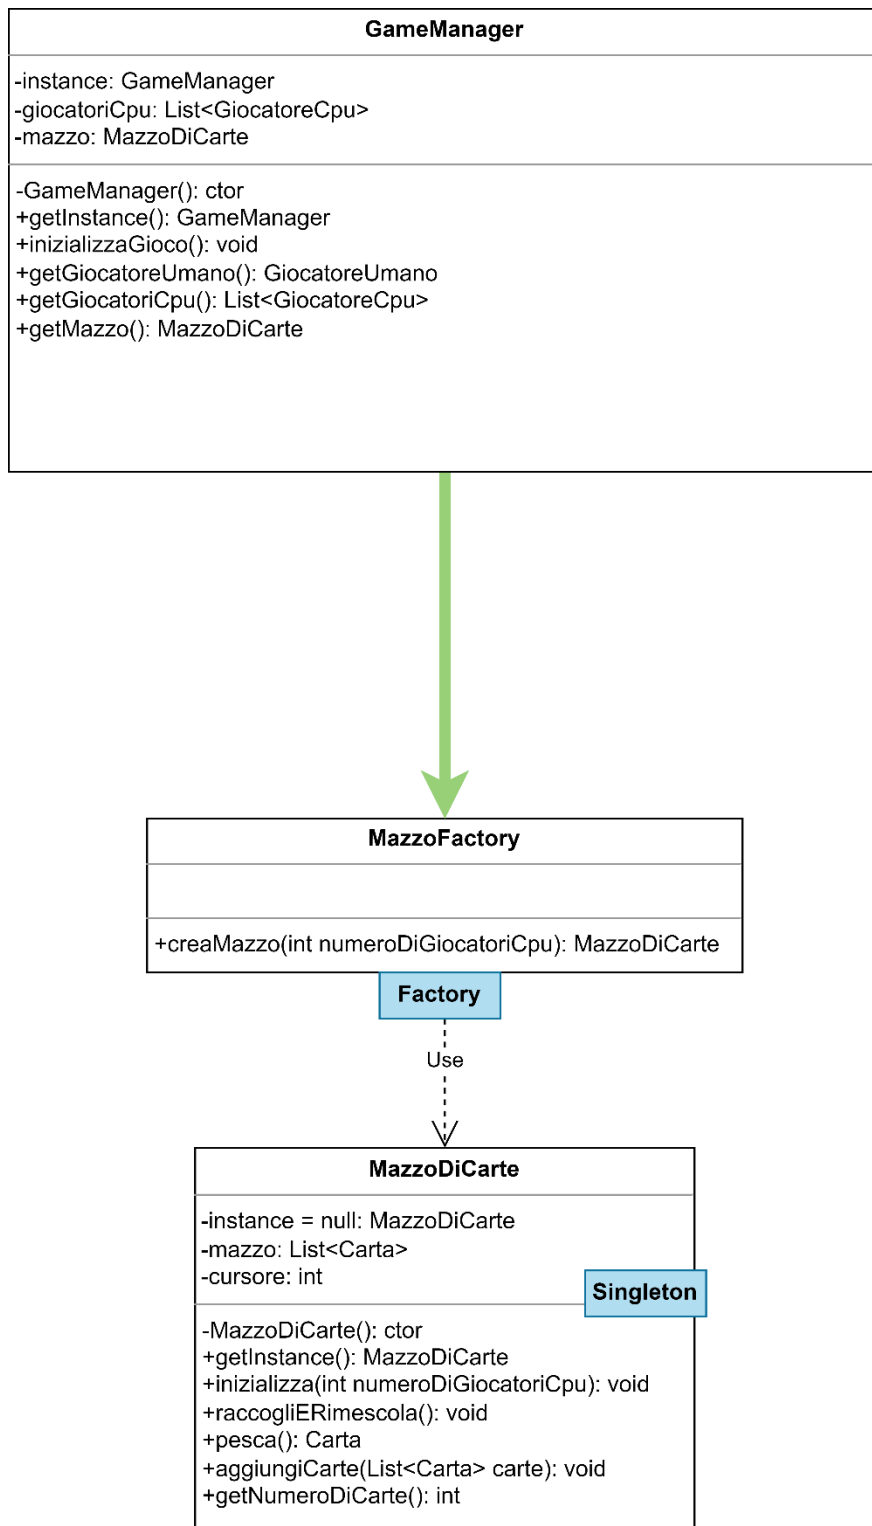 GameManager
-instance: GameManager
-giocatoriCpu: List<GiocatoreCpu>
-mazzo: MazzoDiCarte
-GameManager(): ctor
+getInstance(): GameManager
+inizializzaGioco(): void
+getGiocatoreUmano(): GiocatoreUmano
+getGiocatoriCpu(): List<GiocatoreCpu>
+getMazzo(): MazzoDiCarte
MazzoFactory
+creaMazzo(int numeroDiGiocatoriCpu): MazzoDiCarte
Factory
Use
MazzoDiCarte
-instance = null: MazzoDiCarte
-mazzo: List<Carta>
-cursore: int
Singleton
-MazzoDiCarte(): ctor
+getInstance(): MazzoDiCarte
+inizializza(int numeroDiGiocatoriCpu): void
+raccogliERimescola(): void
+pesca(): Carta
+aggiungiCarte(List<Carta> carte): void
+getNumeroDiCarte(): int